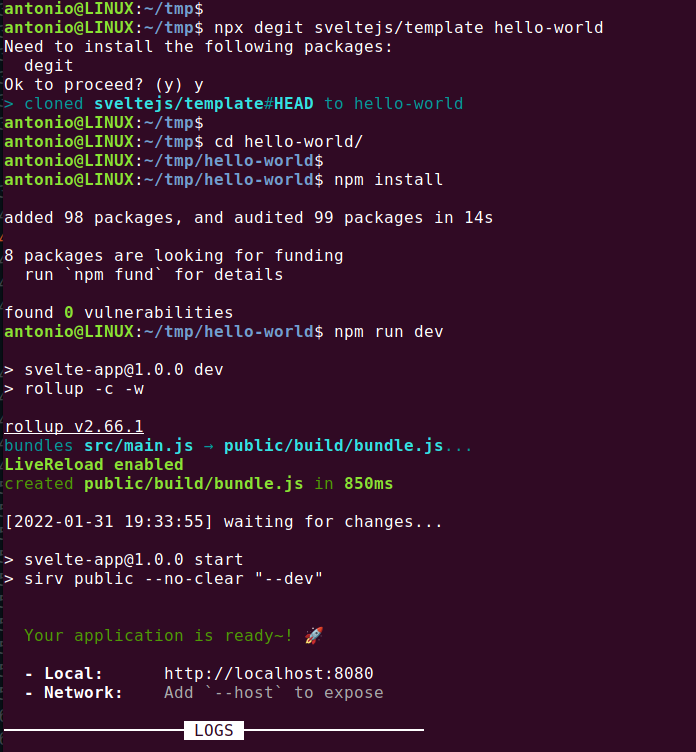 antonio@LINUX:~/tmp$
antonio@LINUX:~/tmp$ npx degit sveltejs/template hello-world
Need to install the following packages:
  degit
Ok to proceed? (y) y
> cloned sveltejs/template#HEAD to hello-world
antonio@LINUX:~/tmp$
antonio@LINUX:~/tmp$ cd hello-world/
antonio@LINUX:~/tmp/hello-world$
antonio@LINUX:~/tmp/hello-world$ npm install
added 98 packages, and audited 99 packages in 14s
8 packages are looking for funding
  run `npm fund` for details
found 0 vulnerabilities
antonio@LINUX:~/tmp/hello-world$ npm run dev
> svelte-app@1.0.0 dev
> rollup -c -w
rollup v2.66.1
bundles src/main.js → public/build/bundle.js...
LiveReload enabled
created public/build/bundle.js in 850ms
[2022-01-31 19:33:55] waiting for changes...
> svelte-app@1.0.0 start
> sirv public --no-clear "--dev"
  Your application is ready~! 🚀
  - Local:      http://localhost:8080
  - Network:    Add `--host` to expose
LOGS